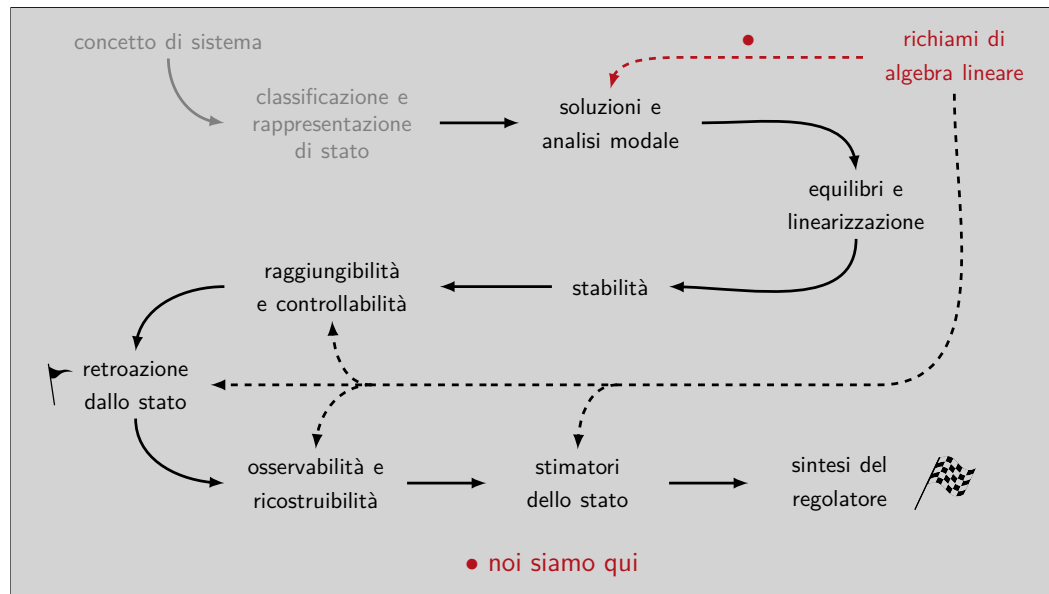 concetto di sistema
richiami di
algebra lineare
classificazione e
rappresentazione
di stato
soluzioni e
analisi modale
equilibri e
linearizzazione
stabilità
raggiungibilità
e controllabilità
retroazione
dallo stato
osservabilità e
ricostruibilità
stimatori
dello stato
sintesi del
regolatore
• noi siamo qui